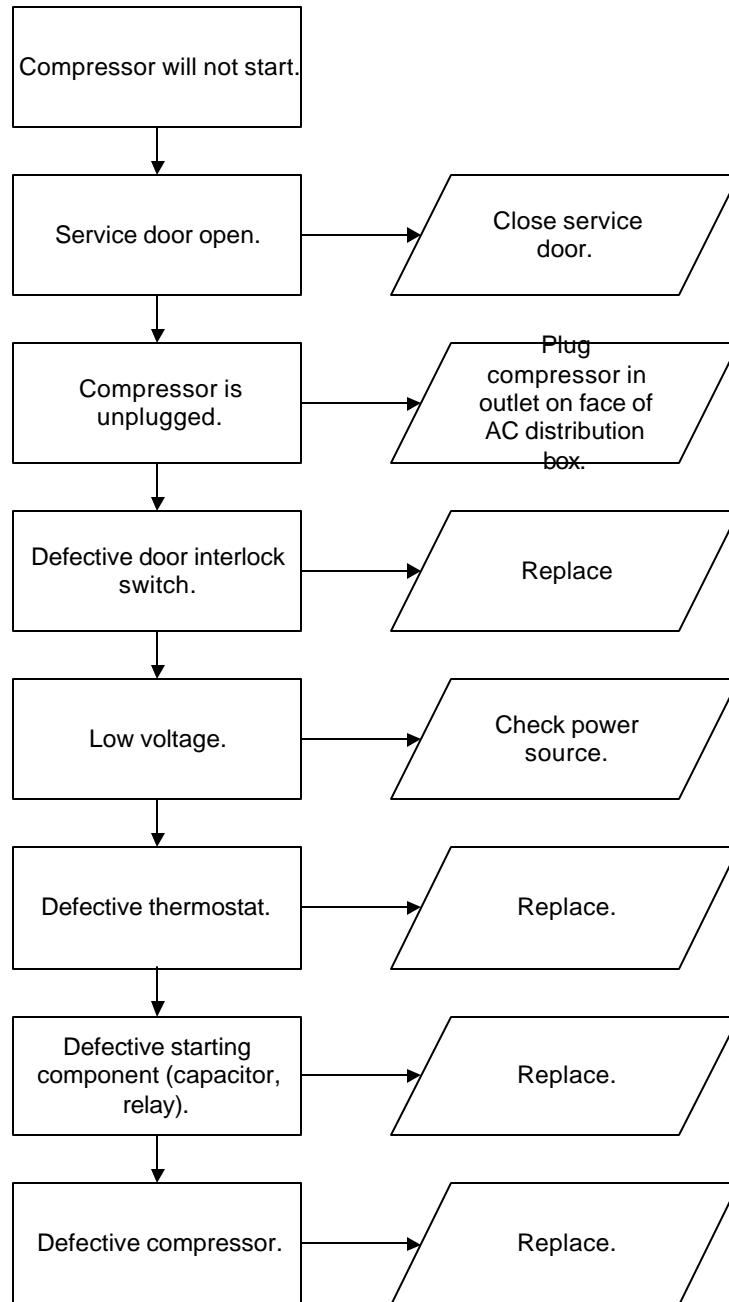 Compressor will not start.
Service door open.
Close service
door.
Compressor is
unplugged.
Plug
compressor in
outlet on face of
AC distribution
box.
Defective door interlock
switch.
Replace
Low voltage.
Check power
source.
Defective thermostat.
Replace.
Defective starting
component (capacitor,
relay).
Replace.
Defective compressor.
Replace.